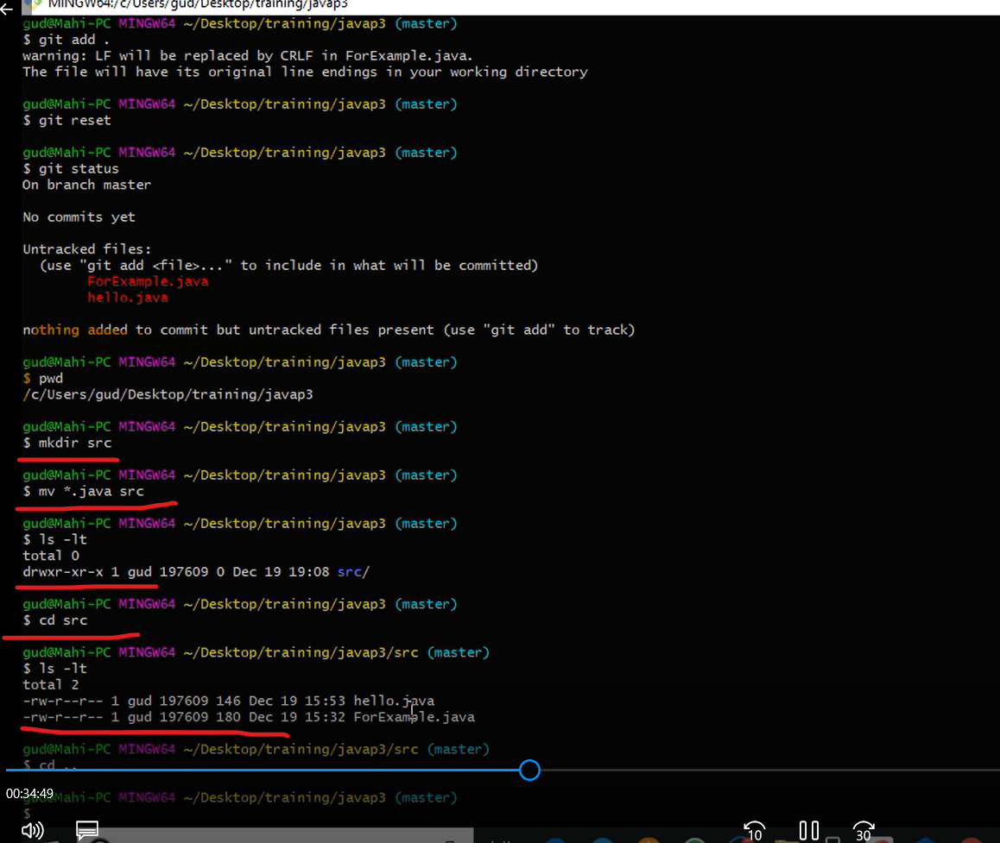 MINGW64:/c/Users/gud/Desktop/training/javap3
gud@Mahi-PC MINGW64 ~/Desktop/training/javap3 (master)
$ git add .
warning: LF will be replaced by CRLF in ForExample.java.
The file will have its original line endings in your working directory
gud@Mahi-PC MINGW64 ~/Desktop/training/javap3 (master)
$ git reset
gud@Mahi-PC MINGW64 ~/Desktop/training/javap3 (master)
$ git status
On branch master
No commits yet
Untracked files:
(use "git add <file>..." to include in what will be committed)
ForExample.java
hello.java
nothing added to commit but untracked files present (use "git add" to track)
gud@Mahi-PC MINGW64 ~/Desktop/training/javap3 (master)
$ pwd
/c/Users/gud/Desktop/training/javap3
gud@Mahi-PC MINGW64 ~/Desktop/training/javap3 (master)
$ mkdir src
gud@Mahi-PC MINGW64 ~/Desktop/training/javap3 (master)
$ mv *.java src
gud@Mahi-PC MINGW64 ~/Desktop/training/javap3 (master)
$ ls -lt
total 0
drwxr-xr-x 1 gud 197609 0 Dec 19 19:08 src/
gud@Mahi-PC MINGW64 ~/Desktop/training/javap3 (master)
$ cd src
gud@Mahi-PC MINGW64 ~/Desktop/training/javap3/src (master)
$ ls -lt
total 2
-rw-r--r-- 1 gud 197609 146 Dec 19 15:53 hello.java
-rw-r--r-- 1 gud 197609 180 Dec 19 15:32 ForExample.java
gud@Mahi-PC MINGW64 ~/Desktop/training/javap3/src (master)
$ cd ..
00:34:49
gud@Mahi-PC MINGW64 ~/Desktop/training/javap3 (master)
$
10
30